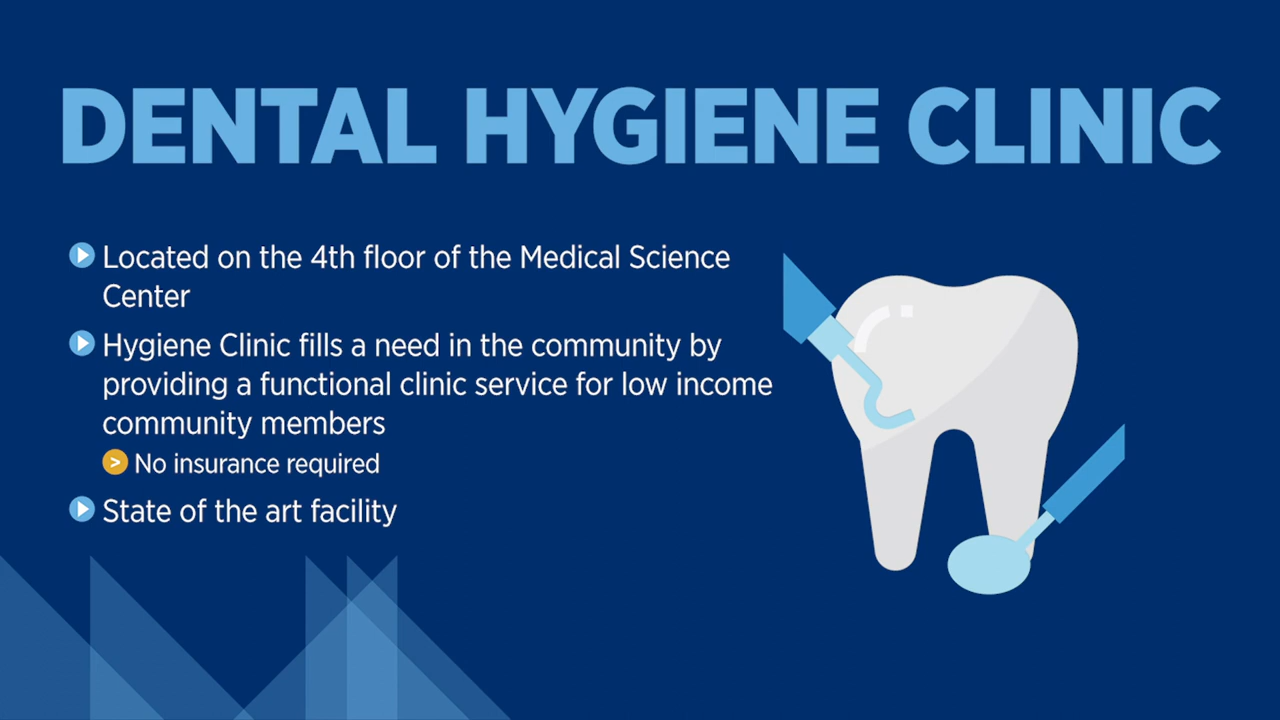 DENTAL HYGIENE CLINIC
Located on the 4th floor of the Medical Science
Center
Hygiene Clinic fills a need in the community by
providing a functional clinic service for low income
community members
> No insurance required
State of the art facility